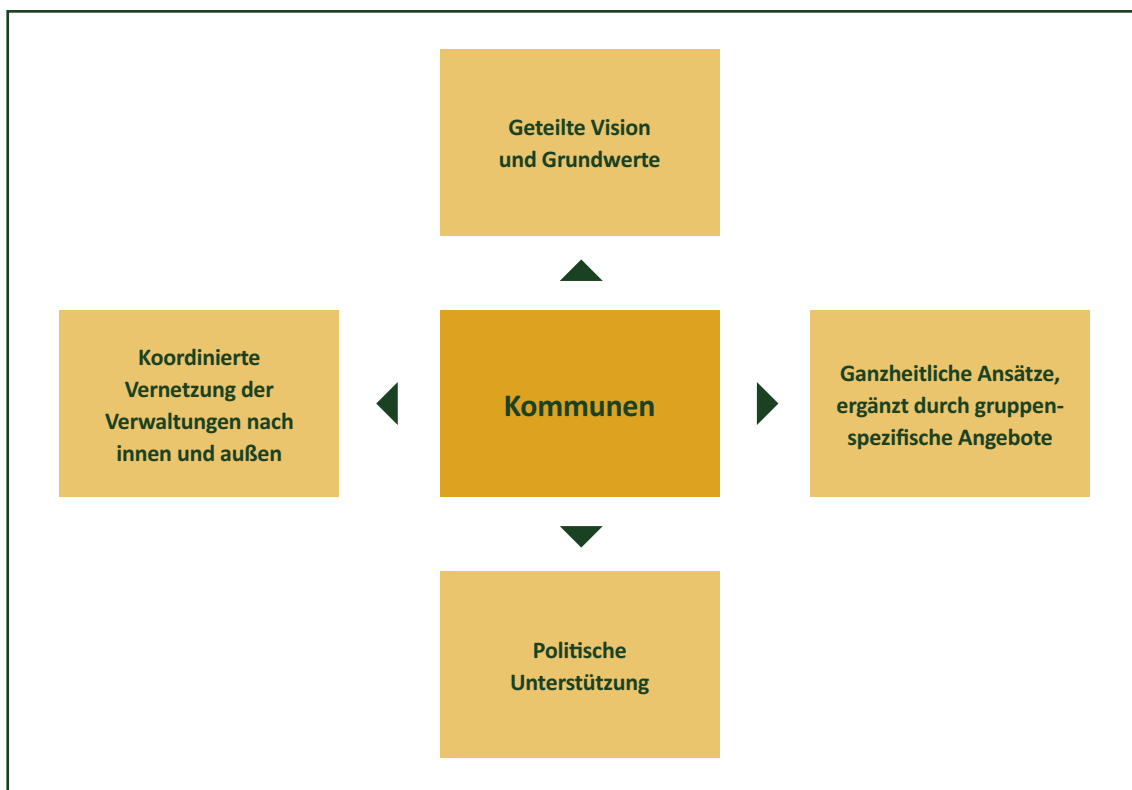 Geteilte Vision
und Grundwerte
Koordinierte
Vernetzung der
Verwaltungen nach
innen und außen
Kommunen
Ganzheitliche Ansätze,
ergänzt durch gruppen-
spezifische Angebote
Politische
Unterstützung